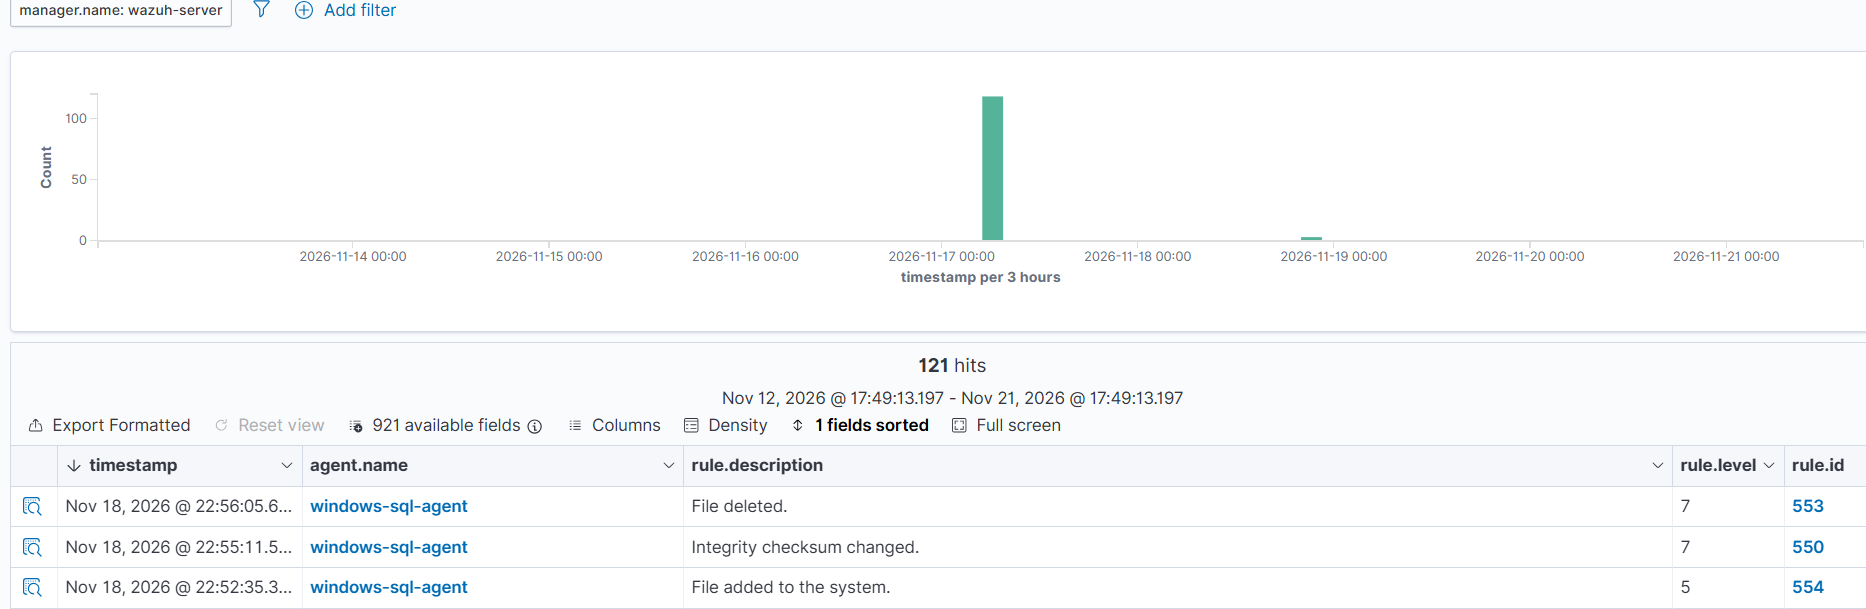 manager.name: wazuh-server Add filter
100
50
0
Count
2026-11-14 00:00 2026-11-15 00:00 2026-11-16 00:00 2026-11-17 00:00 2026-11-18 00:00 2026-11-19 00:00 2026-11-20 00:00 2026-11-21 00:00
timestamp per 3 hours
121 hits
Nov 12, 2026 @ 17:49:13.197 - Nov 21, 2026 @ 17:49:13.197
Export Formatted Reset view 921 available fields Columns Density 1 fields sorted Full screen
timestamp agent.name rule.description rule.level rule.id
Nov 18, 2026 @ 22:56:05.6... windows-sql-agent File deleted. 7 553
Nov 18, 2026 @ 22:55:11.5... windows-sql-agent Integrity checksum changed. 7 550
Nov 18, 2026 @ 22:52:35.3... windows-sql-agent File added to the system. 5 554